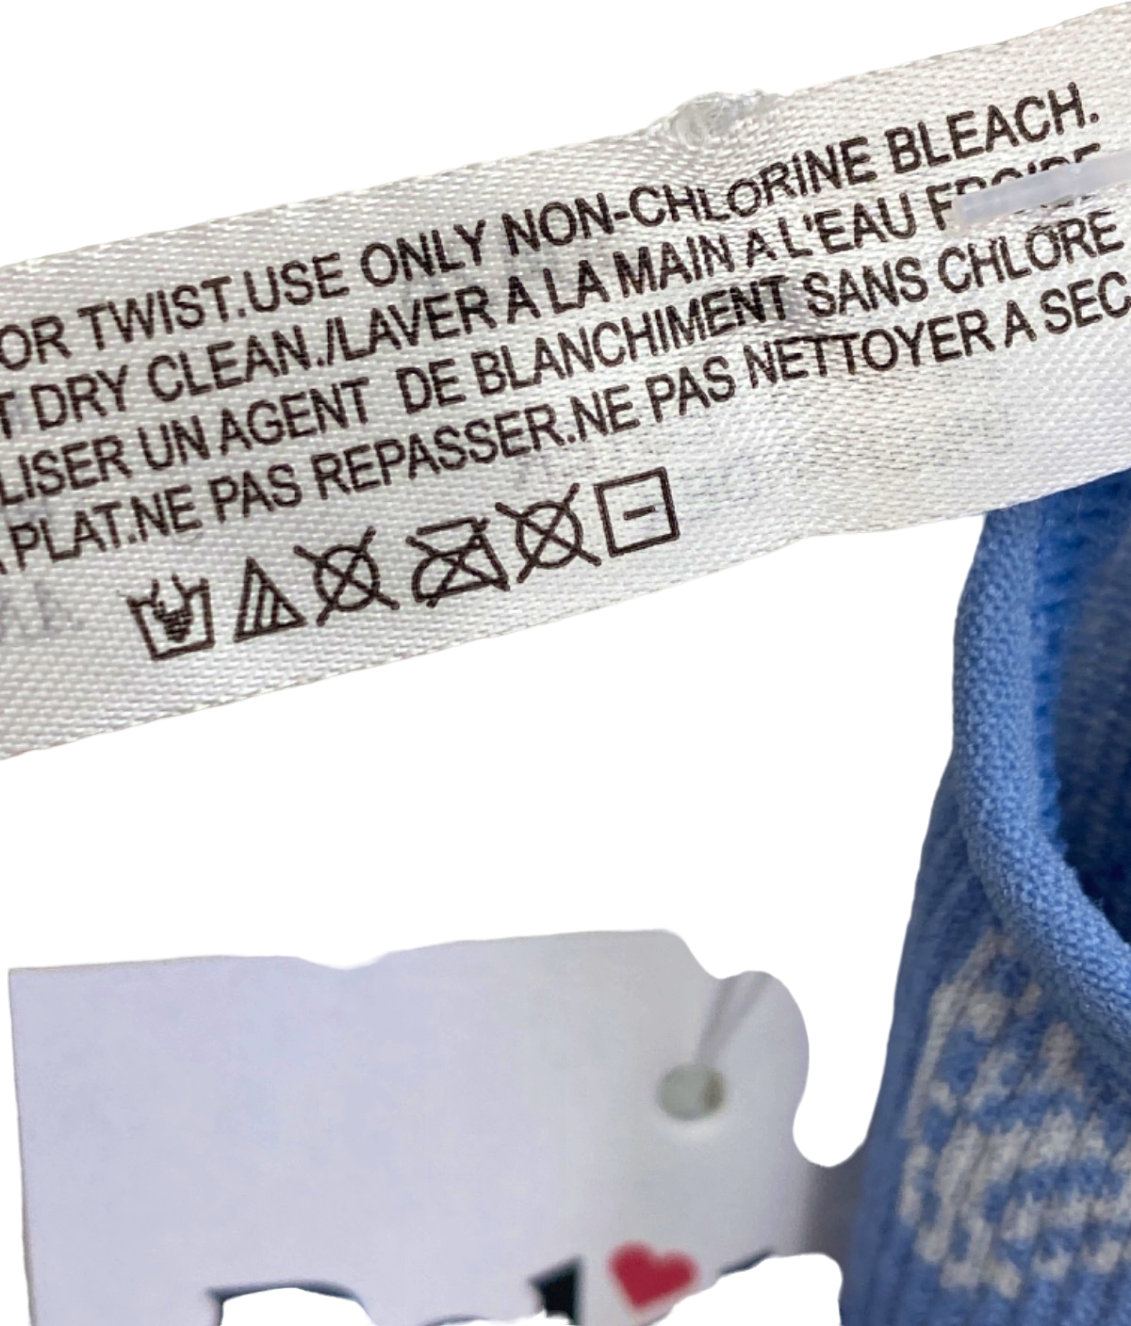 OR TWIST.USE ONLY NON-CHLORINE BLEACH.
DRY CLEAN./LAVER A LA MAIN A L'EAU
LISER UN AGENT DE BLANCHIMENT SANS CHLORE
PLAT.NE PAS REPASSER.NE PAS NETTOYER A SEC